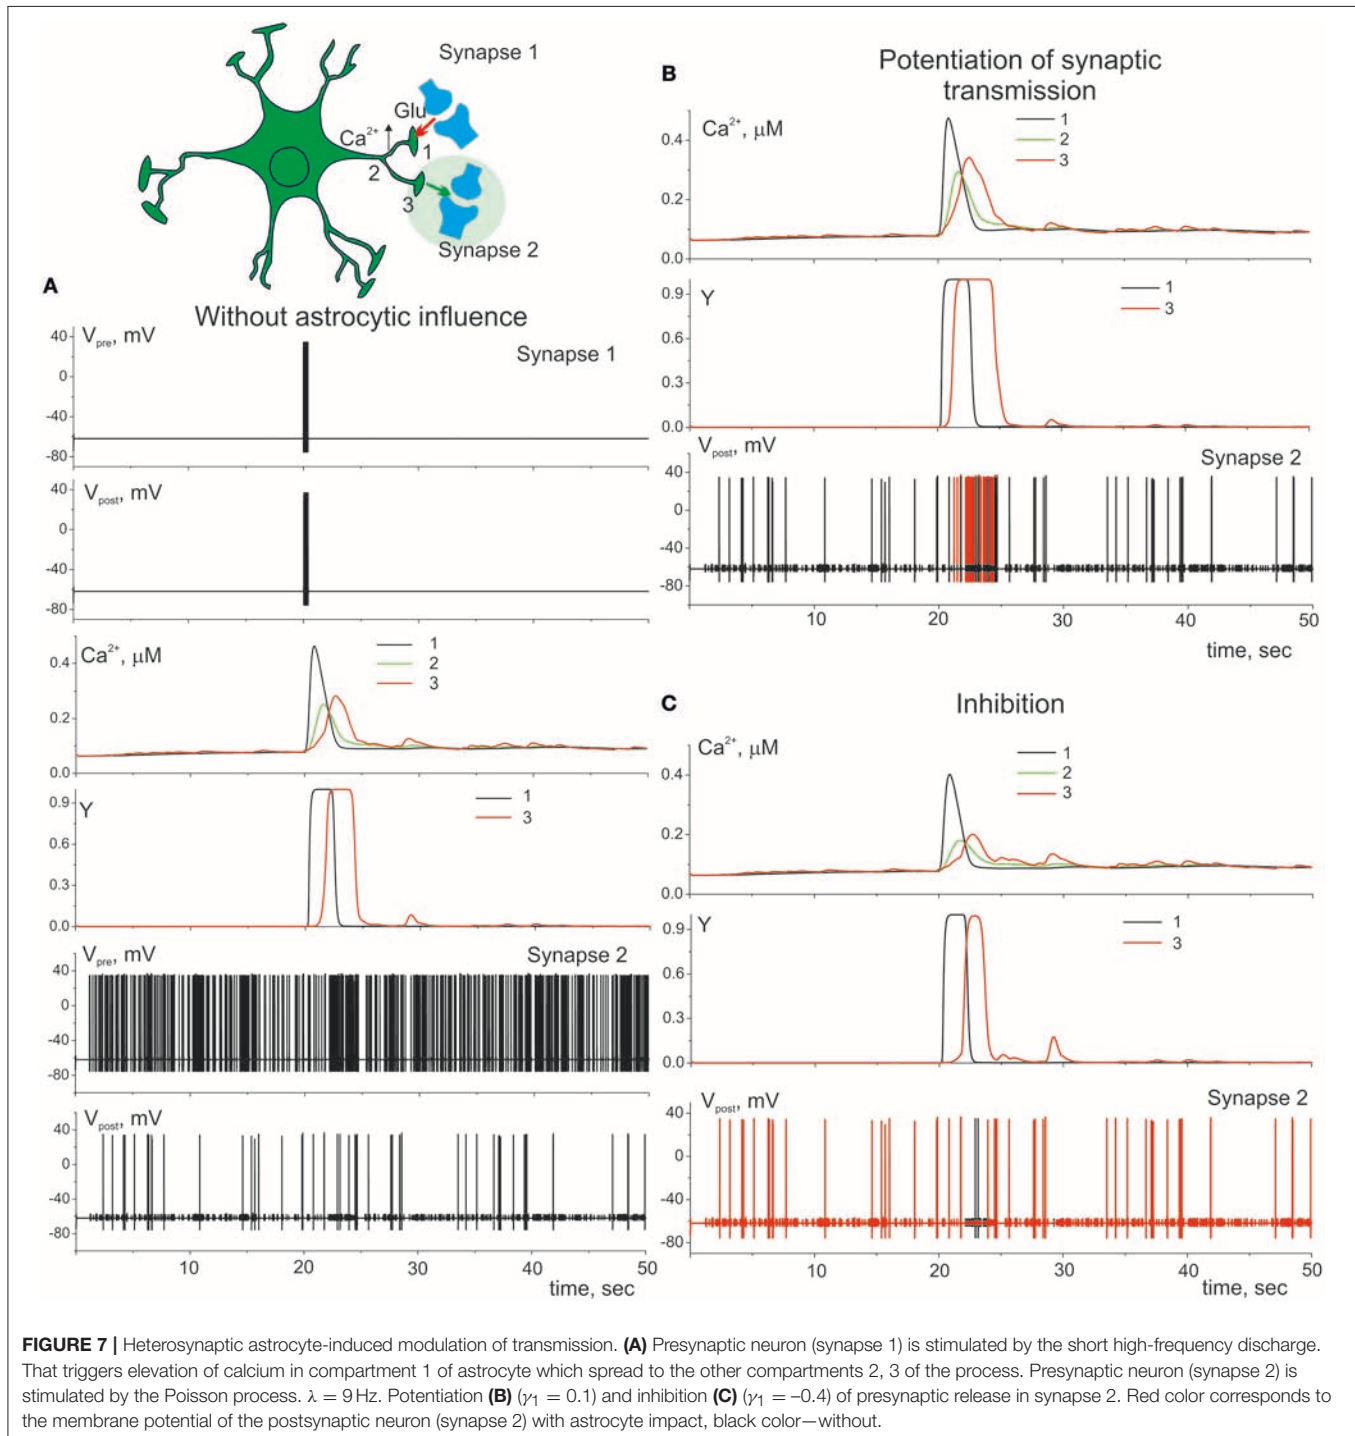 Synapse 1
Glu
Ca2+
1
2
3
Synapse 2
A
Without astrocytic influence
Vpre, mV
Synapse 1
40
0
-40
-80
Vpost, mV
40
0
-40
-80
Ca2+, μM
1
2
3
0.4
0.2
0.0
Y
1
3
0.9
0.6
0.3
0.0
Vpre, mV
Synapse 2
40
0
-40
-80
Vpost, mV
40
0
-40
-80
10 20 30 40 50
time, sec
B
Potentiation of synaptic
transmission
Ca2+, μM
1
2
3
0.4
0.2
0.0
Y
1
3
0.9
0.6
0.3
0.0
Vpost, mV
Synapse 2
40
0
-40
-80
10 20 30 40 50
time, sec
C
Inhibition
Ca2+, μM
1
2
3
0.4
0.2
0.0
Y
1
3
0.9
0.6
0.3
0.0
Vpost, mV
Synapse 2
40
0
-40
-80
10 20 30 40 50
time, sec
FIGURE 7 | Heterosynaptic astrocyte-induced modulation of transmission. (A) Presynaptic neuron (synapse 1) is stimulated by the short high-frequency discharge.
That triggers elevation of calcium in compartment 1 of astrocyte which spread to the other compartments 2, 3 of the process. Presynaptic neuron (synapse 2) is
stimulated by the Poisson process. λ = 9 Hz. Potentiation (B) (γ1 = 0.1) and inhibition (C) (γ1 = –0.4) of presynaptic release in synapse 2. Red color corresponds to
the membrane potential of the postsynaptic neuron (synapse 2) with astrocyte impact, black color—without.